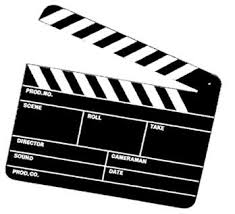 PROD.NO.
SCENE ROLL TAKE
DIRECTOR CAMERAMAN
SOUND DATE
PROD.CO.